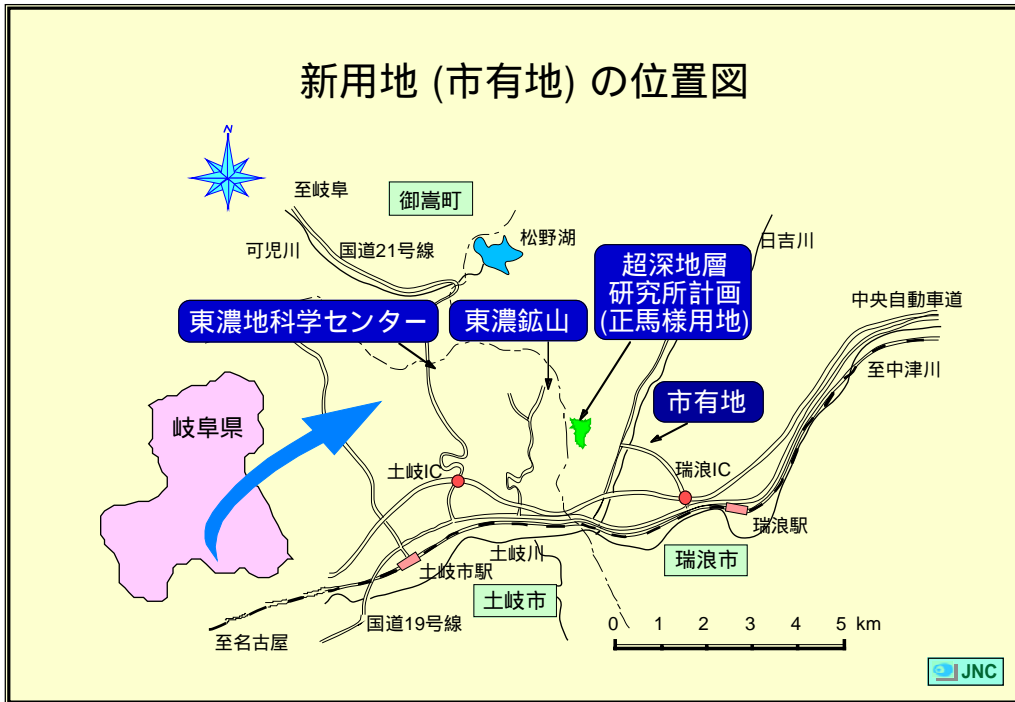 新用地 (市有地) の位置図
N
至岐阜
御嵩町
可児川
国道21号線
松野湖
日吉川
超深地層
研究所計画
(正馬様用地)
中央自動車道
東濃地科学センター
東濃鉱山
至中津川
市有地
岐阜県
土岐IC
瑞浪IC
瑞浪駅
土岐川
土岐市駅
瑞浪市
土岐市
国道19号線
至名古屋
0 1 2 3 4 5 km
JNC